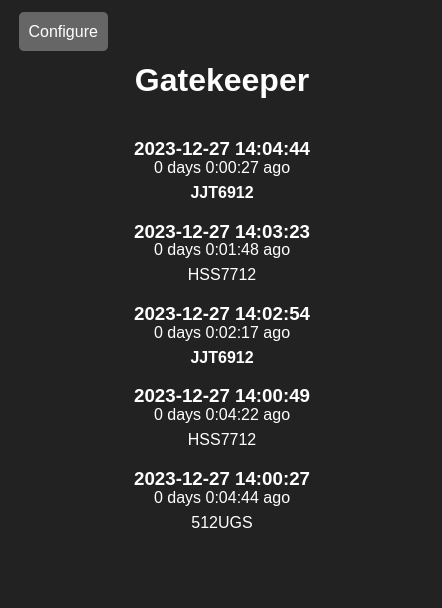 Configure
Gatekeeper
2023-12-27 14:04:44
0 days 0:00:27 ago
JJT6912
2023-12-27 14:03:23
0 days 0:01:48 ago
HSS7712
2023-12-27 14:02:54
0 days 0:02:17 ago
JJT6912
2023-12-27 14:00:49
0 days 0:04:22 ago
HSS7712
2023-12-27 14:00:27
0 days 0:04:44 ago
512UGS